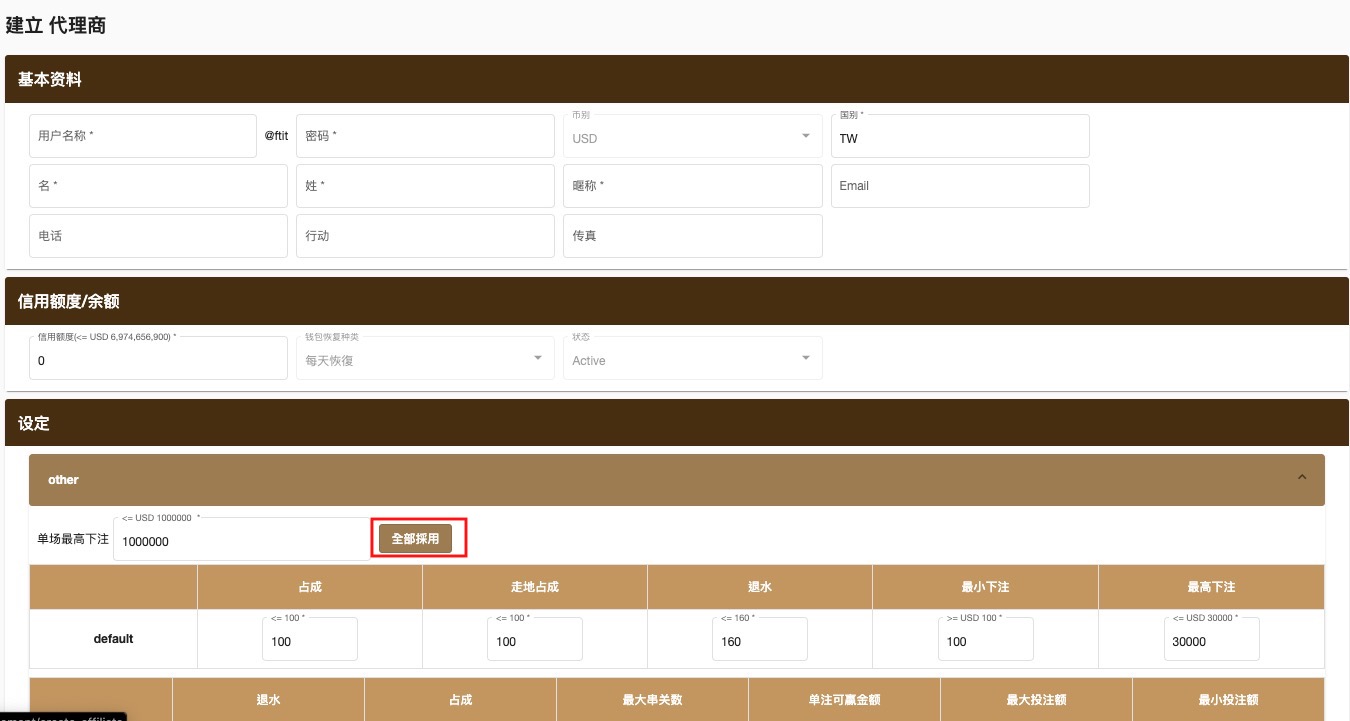 建立 代理商
基本资料
用户名称 *
@ftit
密码 *
币别
USD
国别 *
TW
名 *
姓 *
暱称 *
Email
电话
行动
传真
信用额度/余额
信用额度(<= USD 6,974,656,900) *
0
钱包恢复种类
每天恢復
状态
Active
设定
other
单场最高下注
<= USD 1000000 *
1000000
全部採用
占成 走地占成 退水 最小下注 最高下注
default
<= 100 *
100
<= 100 *
100
<= 160 *
160
>= USD 100 *
100
<= USD 30000 *
30000
退水 占成 最大串关数 单注可赢金额 最大投注额 最小投注额